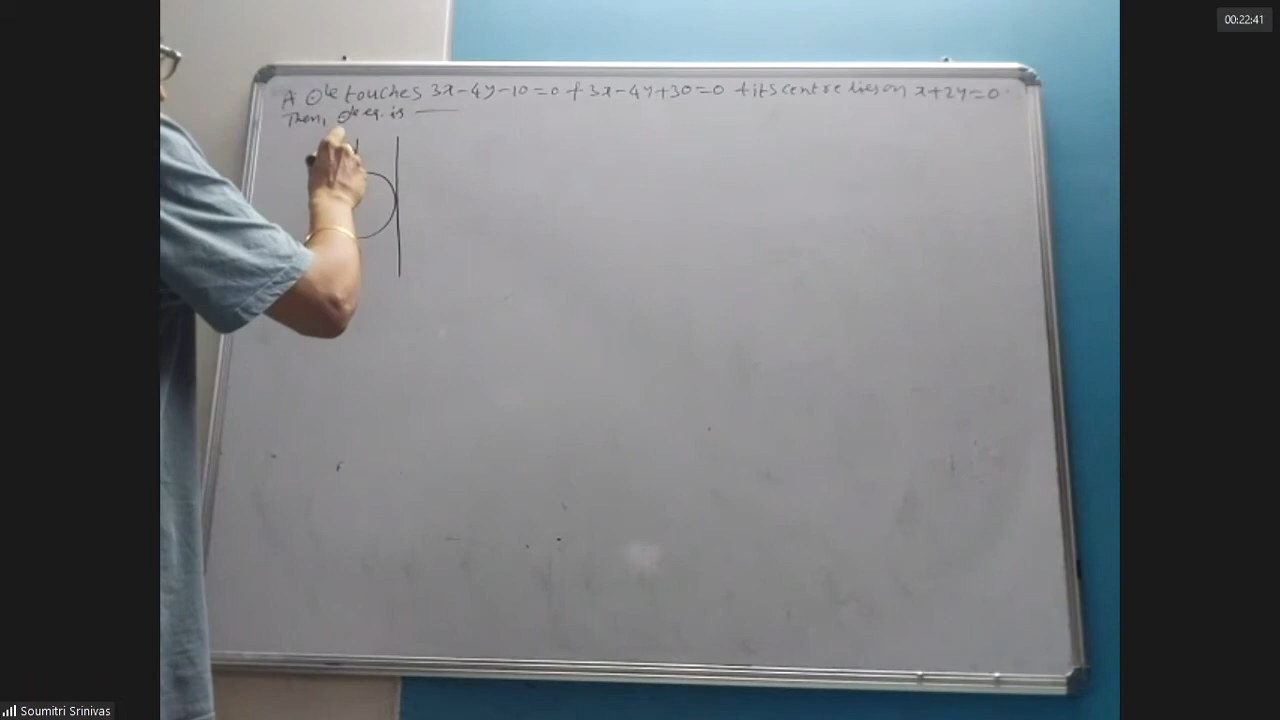 00:22:41
A ⊙le touches 3x-4y-10=0 & 3x-4y+30=0 & its centre lies on x+2y=0.
Then, ⊙le eq. is ——
Soumitri Srinivas